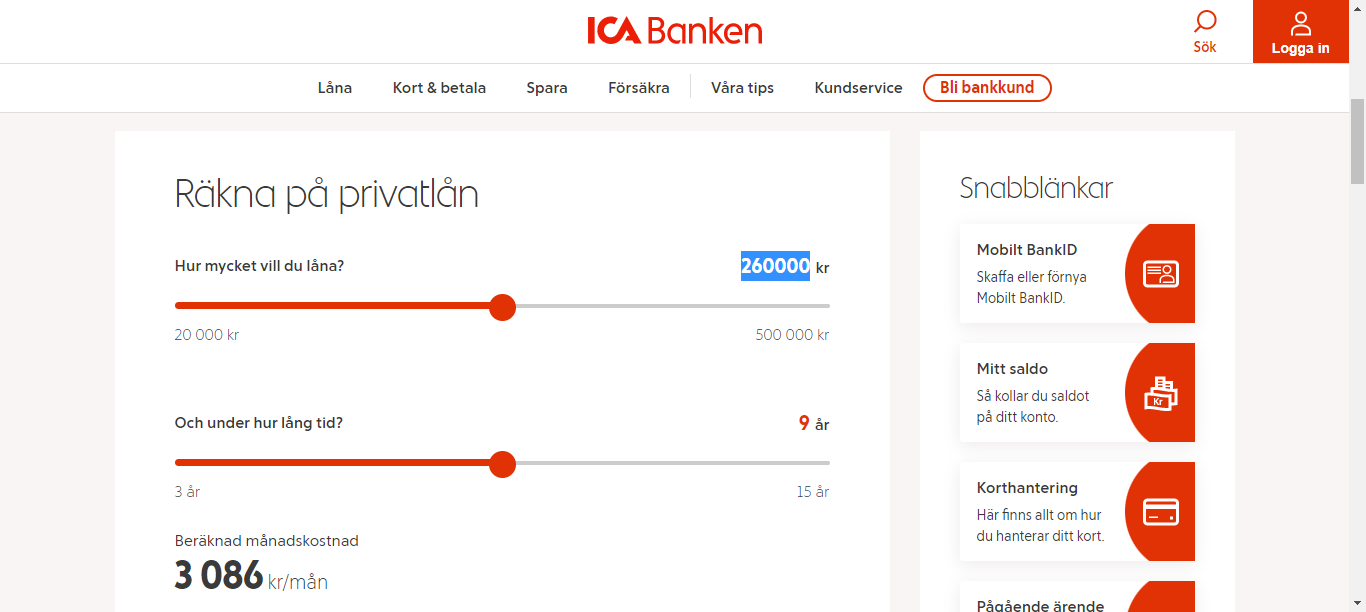 ICA Banken
Sök
Logga in
Låna
Kort & betala
Spara
Försäkra
Våra tips
Kundservice
Bli bankkund
Räkna på privatlån
Hur mycket vill du låna?
260000 kr
20 000 kr
500 000 kr
Och under hur lång tid?
9 år
3 år
15 år
Beräknad månadskostnad
3 086 kr/mån
Snabblänkar
Mobilt BankID
Skaffa eller förnya
Mobilt BankID.
Mitt saldo
Så kollar du saldot
på ditt konto.
Kr
Korthantering
Här finns allt om hur
du hanterar ditt kort.
Pågående ärende